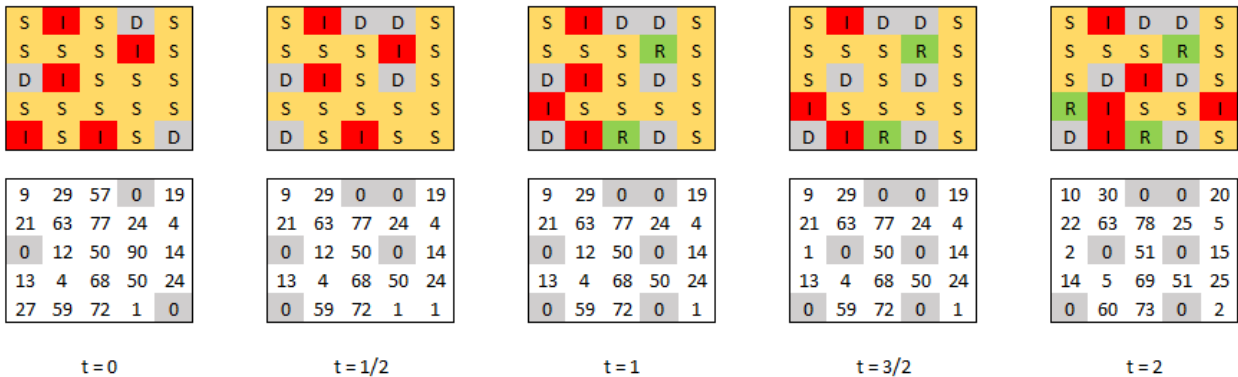 S I S D S S I D D S S I D D S S I D D S S I D D S
S S S I S S S S I S S S S R S S S S R S S S S R S
D I S S S D I S D S D I S D S S D S D S S D I D S
S S S S S S S S S S I S S S S I S S S S R I S S I
I S I S D D S I S S D I R D S D I R D S D I R D S
9 29 57 0 19 9 29 0 0 19 9 29 0 0 19 9 29 0 0 19 10 30 0 0 20
21 63 77 24 4 21 63 77 24 4 21 63 77 24 4 21 63 77 24 4 22 63 78 25 5
0 12 50 90 14 0 12 50 0 14 0 12 50 0 14 1 0 50 0 14 2 0 51 0 15
13 4 68 50 24 13 4 68 50 24 13 4 68 50 24 13 4 68 50 24 14 5 69 51 25
27 59 72 1 0 0 59 72 1 1 0 59 72 0 1 0 59 72 0 1 0 60 73 0 2
t = 0 t = 1/2 t = 1 t = 3/2 t = 2